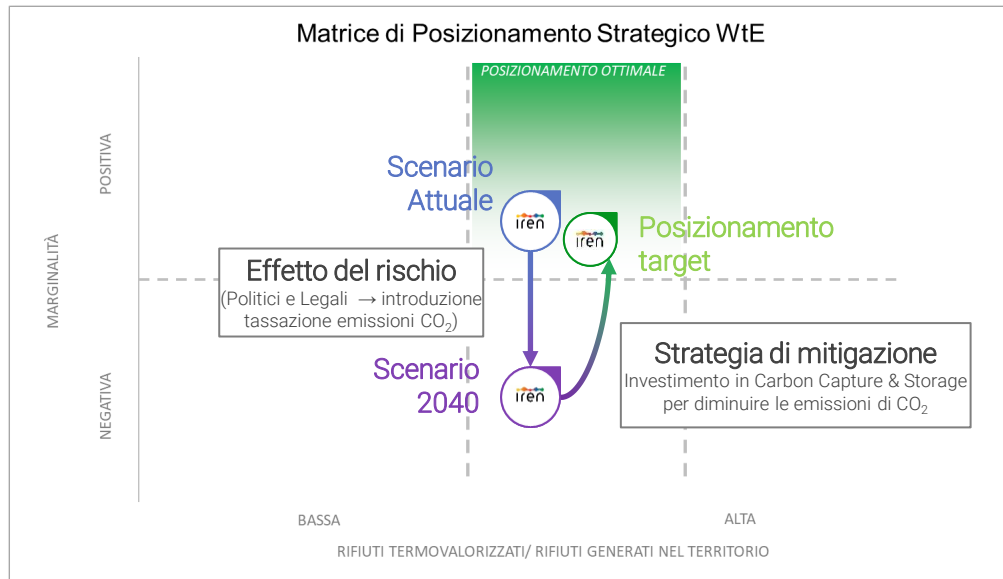 Matrice di Posizionamento Strategico WtE
POSIZIONAMENTO OTTIMALE
POSITIVA
Scenario
Attuale
iren
iren
Posizionamento
target
MARGINALITÀ
Effetto del rischio
(Politici e Legali → introduzione
tassazione emissioni CO₂)
Strategia di mitigazione
Investimento in Carbon Capture & Storage
per diminuire le emissioni di CO₂
Scenario
2040
iren
NEGATIVA
BASSA
ALTA
RIFIUTI TERMOVALORIZZATI/ RIFIUTI GENERATI NEL TERRITORIO